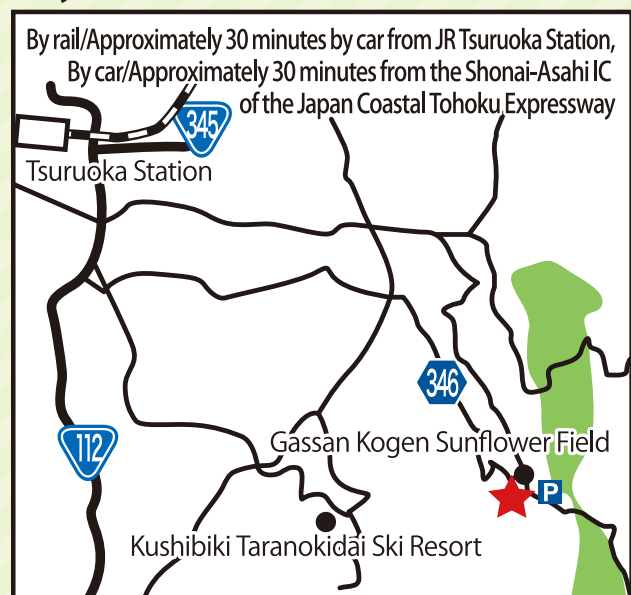 By rail/Approximately 30 minutes by car from JR Tsuruoka Station,
By car/Approximately 30 minutes from the Shonai-Asahi IC
of the Japan Coastal Tohoku Expressway
345
Tsuruoka Station
346
112
Gassan Kogen Sunflower Field
P
Kushibiki Taranokidai Ski Resort